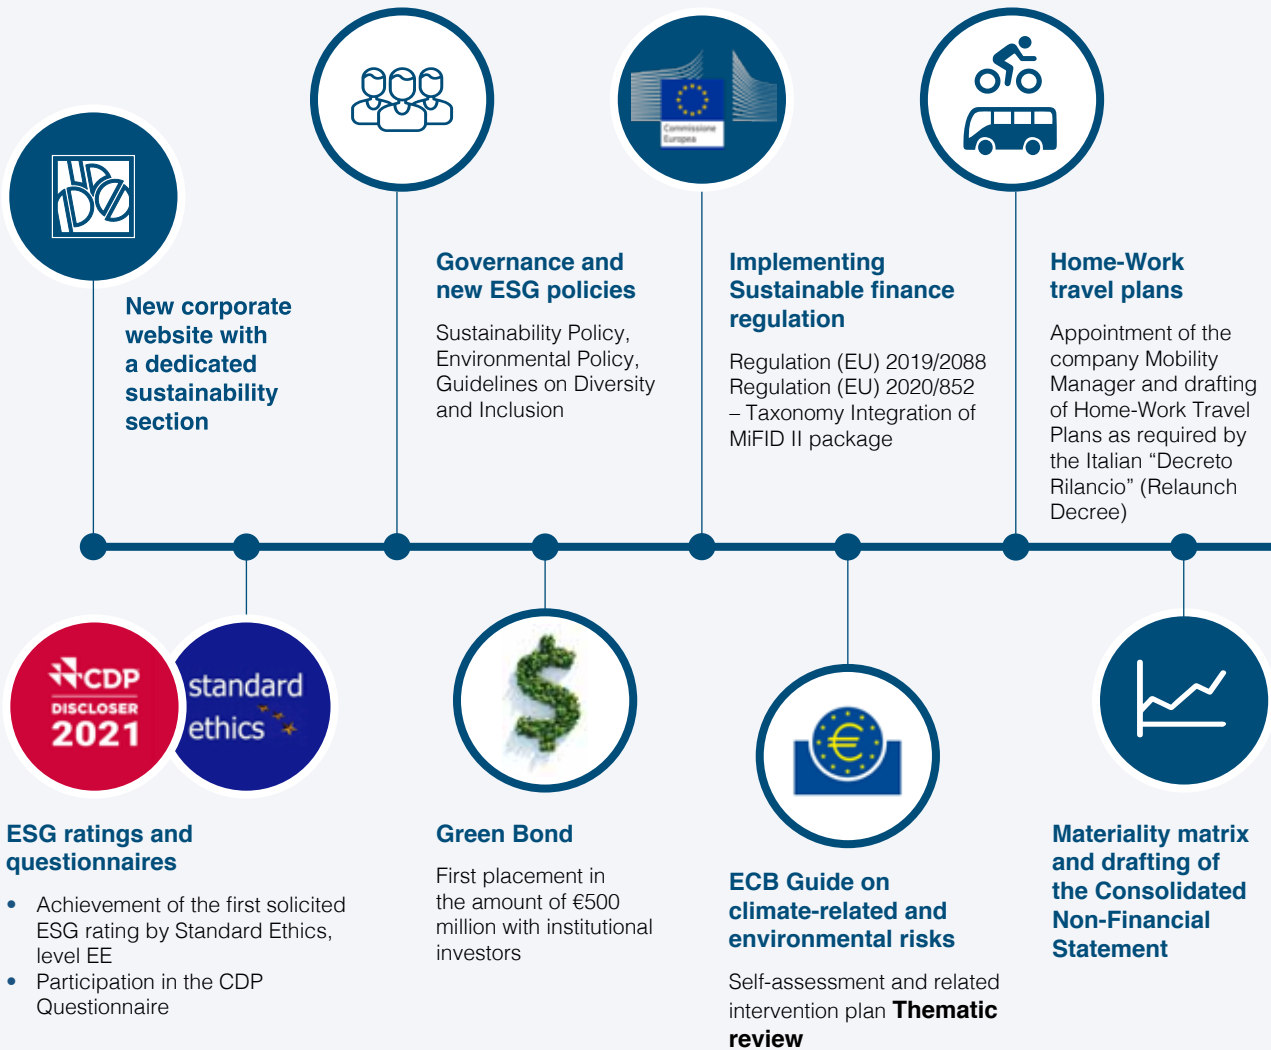 Commissione
Europea
New corporate
website with
a dedicated
sustainability
section
Governance and
new ESG policies
Sustainability Policy,
Environmental Policy,
Guidelines on Diversity
and Inclusion
Implementing
Sustainable finance
regulation
Regulation (EU) 2019/2088
Regulation (EU) 2020/852
– Taxonomy Integration of
MiFID II package
Home-Work
travel plans
Appointment of the
company Mobility
Manager and drafting
of Home-Work Travel
Plans as required by
the Italian “Decreto
Rilancio” (Relaunch
Decree)
CDP
DISCLOSER
2021
standard
ethics
ESG ratings and
questionnaires
• Achievement of the first solicited
ESG rating by Standard Ethics,
level EE
• Participation in the CDP
Questionnaire
Green Bond
First placement in
the amount of €500
million with institutional
investors
€
ECB Guide on
climate-related and
environmental risks
Self-assessment and related
intervention plan Thematic
review
Materiality matrix
and drafting of
the Consolidated
Non-Financial
Statement